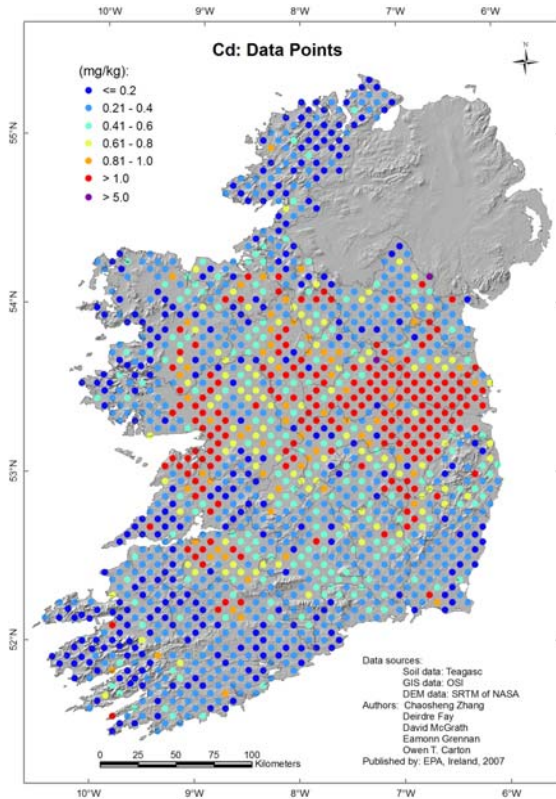 10°W 9°W 8°W 7°W 6°W
Cd: Data Points
N
(mg/kg):
<= 0.2
0.21 - 0.4
0.41 - 0.6
0.61 - 0.8
0.81 - 1.0
> 1.0
> 5.0
55°N
55°N
54°N
54°N
53°N
53°N
52°N
52°N
Data sources:
Soil data: Teagasc
GIS data: OSI
DEM data: SRTM of NASA
Authors: Chaosheng Zhang
Deirdre Fay
David McGrath
Eamonn Grennan
Owen T. Carton
Published by: EPA, Ireland, 2007
0 25 50 75 100
Kilometers
10°W 9°W 8°W 7°W 6°W